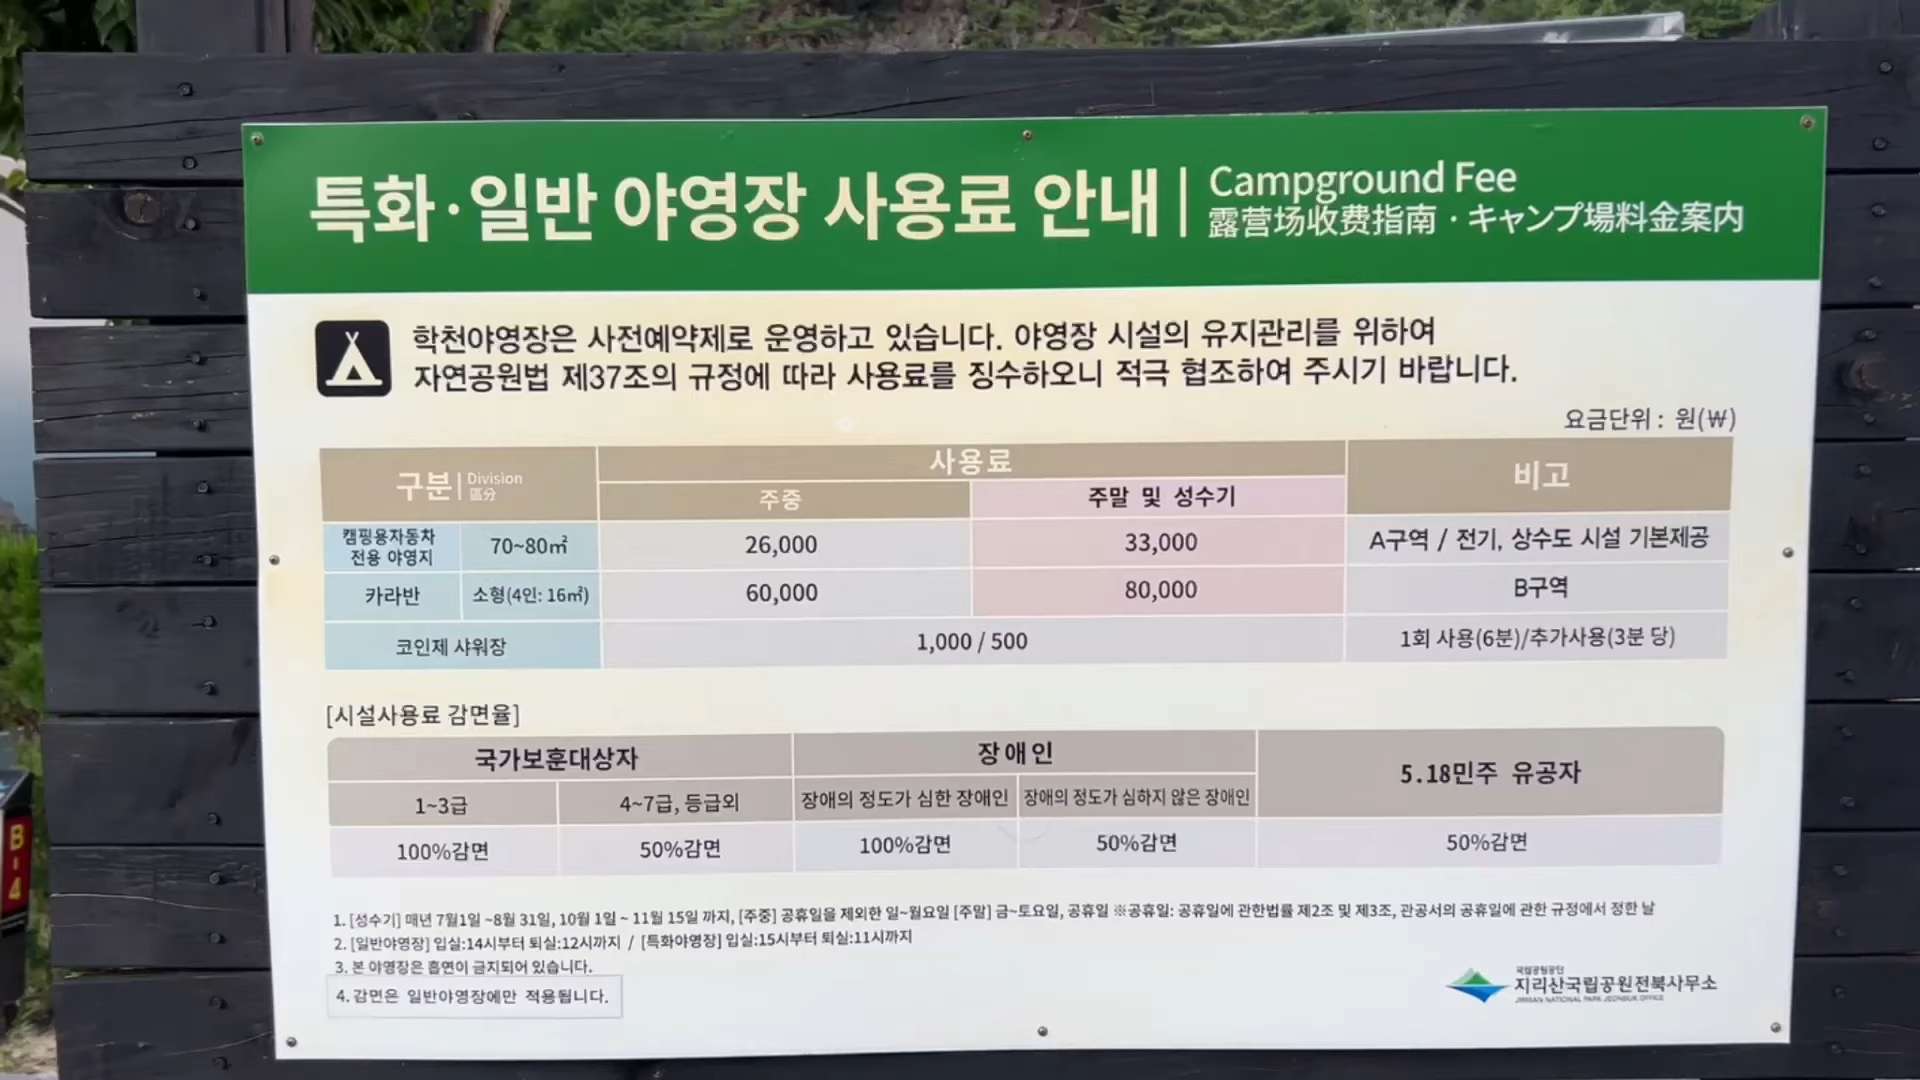 특화·일반 야영장 사용료 안내
Campground Fee
露营场收费指南 · キャンプ場料金案内
학천야영장은 사전예약제로 운영하고 있습니다. 야영장 시설의 유지관리를 위하여
자연공원법 제37조의 규정에 따라 사용료를 징수하오니 적극 협조하여 주시기 바랍니다.
요금단위 : 원(₩)
구분 Division 區分
사용료
비고
주중
주말 및 성수기
캠핑용자동차
전용 야영지
70~80㎡
26,000
33,000
A구역 / 전기, 상수도 시설 기본제공
카라반
소형(4인: 16㎡)
60,000
80,000
B구역
코인제 샤워장
1,000 / 500
1회 사용(6분)/추가사용(3분 당)
[시설사용료 감면율]
국가보훈대상자
장애인
5.18민주 유공자
1~3급
4~7급, 등급외
장애의 정도가 심한 장애인
장애의 정도가 심하지 않은 장애인
100%감면
50%감면
100%감면
50%감면
50%감면
1. [성수기] 매년 7월1일 ~8월 31일, 10월 1일 ~ 11월 15일 까지, [주중] 공휴일을 제외한 일~월요일 [주말] 금~토요일, 공휴일 ※공휴일: 공휴일에 관한법률 제2조 및 제3조, 관공서의 공휴일에 관한 규정에서 정한 날
2. [일반야영장] 입실:14시부터 퇴실:12시까지 / [특화야영장] 입실:15시부터 퇴실:11시까지
3. 본 야영장은 흡연이 금지되어 있습니다.
4. 감면은 일반야영장에만 적용됩니다.
국립공원공단
지리산국립공원전북사무소
JIRISAN NATIONAL PARK JEONBUK OFFICE
B-4